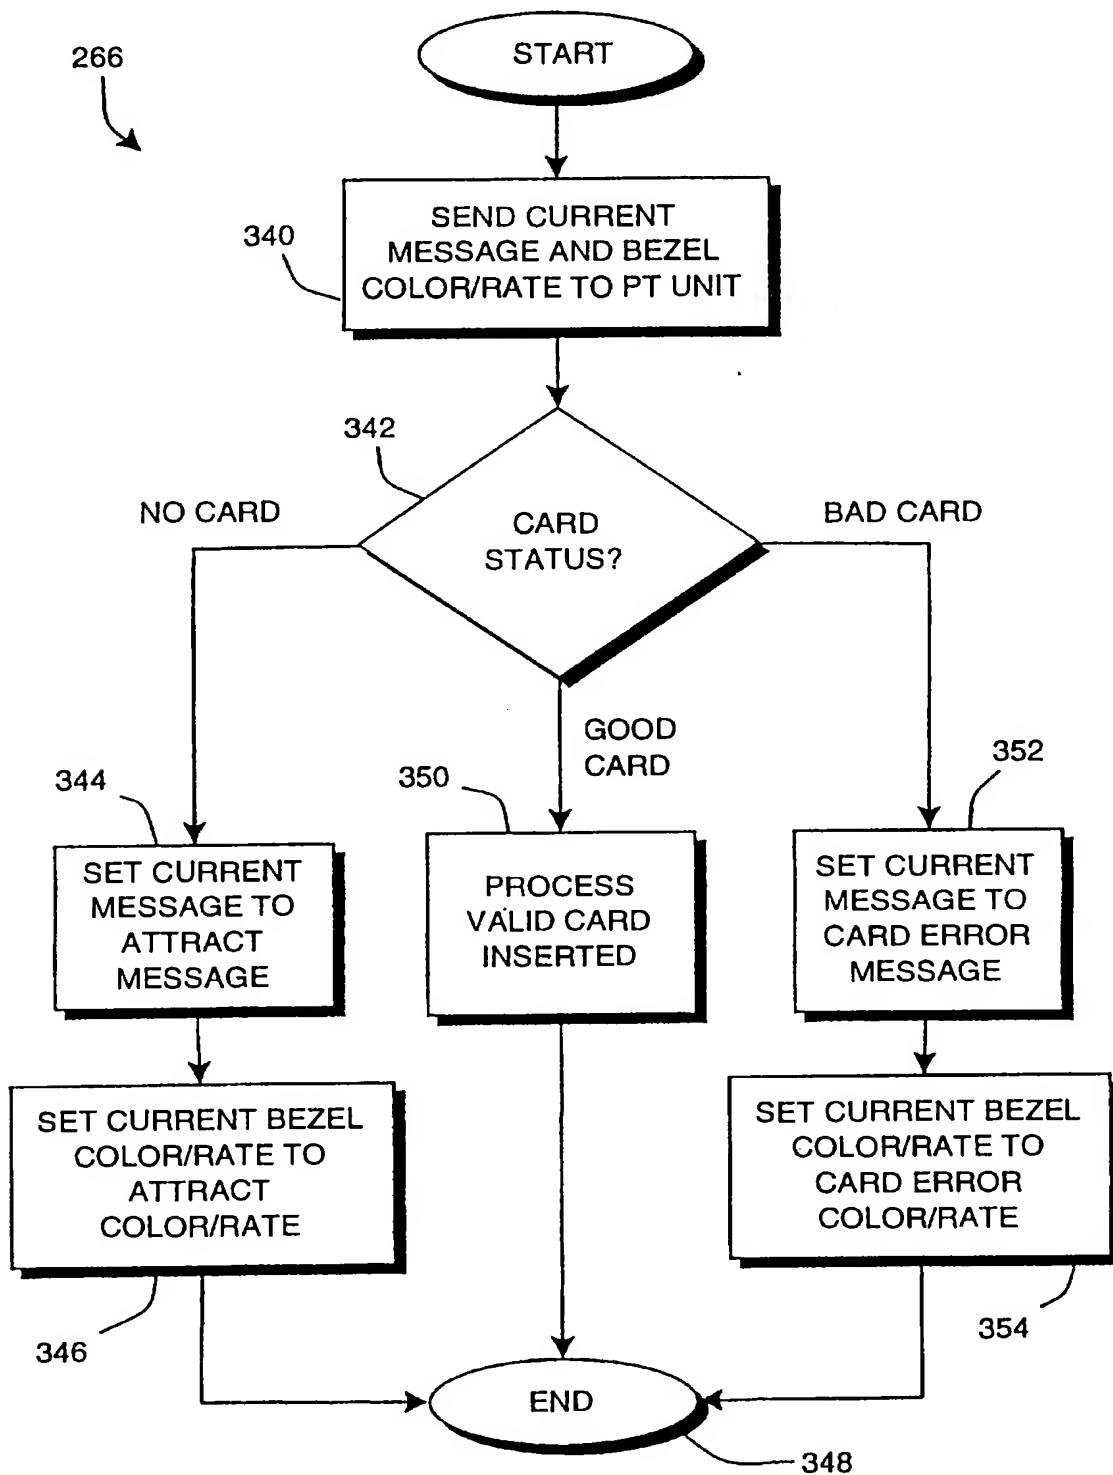 266
START
340
SEND CURRENT
MESSAGE AND BEZEL
COLOR/RATE TO PT UNIT
342
NO CARD
CARD
STATUS?
BAD CARD
GOOD
CARD
344
SET CURRENT
MESSAGE TO
ATTRACT
MESSAGE
350
PROCESS
VALID CARD
INSERTED
352
SET CURRENT
MESSAGE TO
CARD ERROR
MESSAGE
SET CURRENT BEZEL
COLOR/RATE TO
ATTRACT
COLOR/RATE
346
SET CURRENT BEZEL
COLOR/RATE TO
CARD ERROR
COLOR/RATE
354
END
348